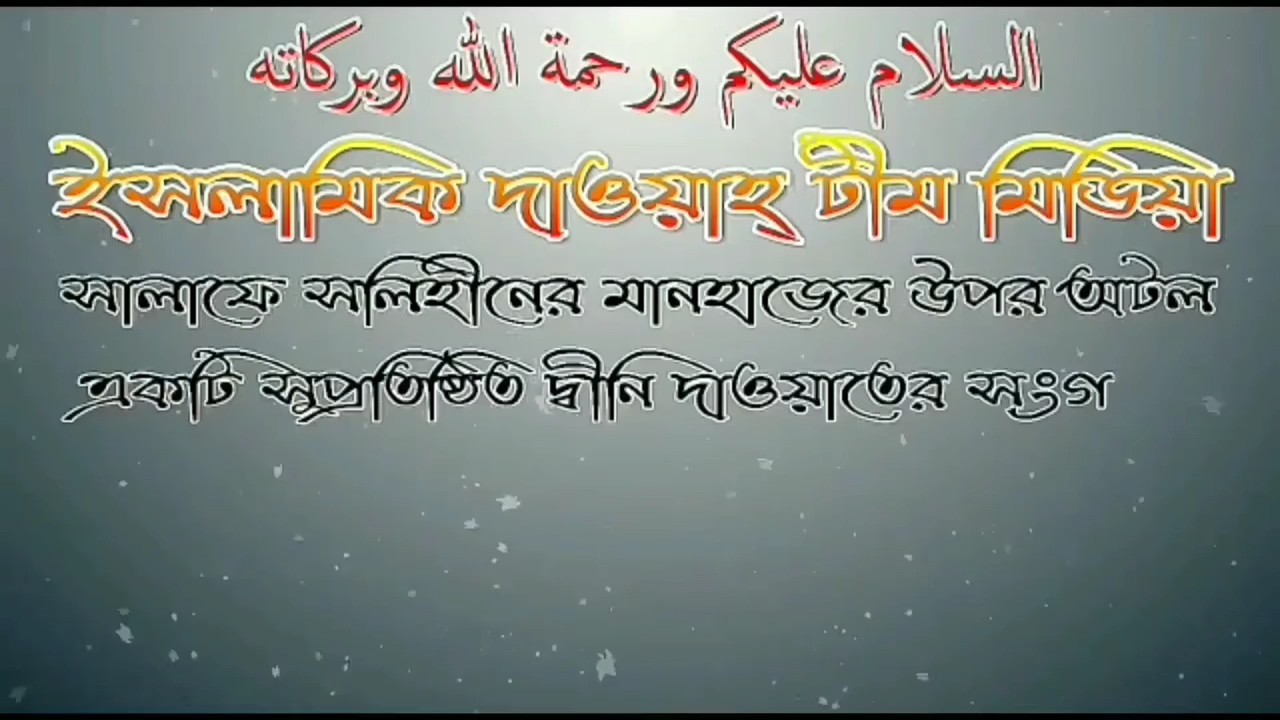 السلام عليكم ورحمة الله وبركاته
ইসলামিক দাওয়াহ্ টীম মিডিয়া
সালাফে সলিহীনের মানহাজের উপর অটল
একটি সুপ্রতিষ্ঠিত দ্বীনি দাওয়াতের সংগ